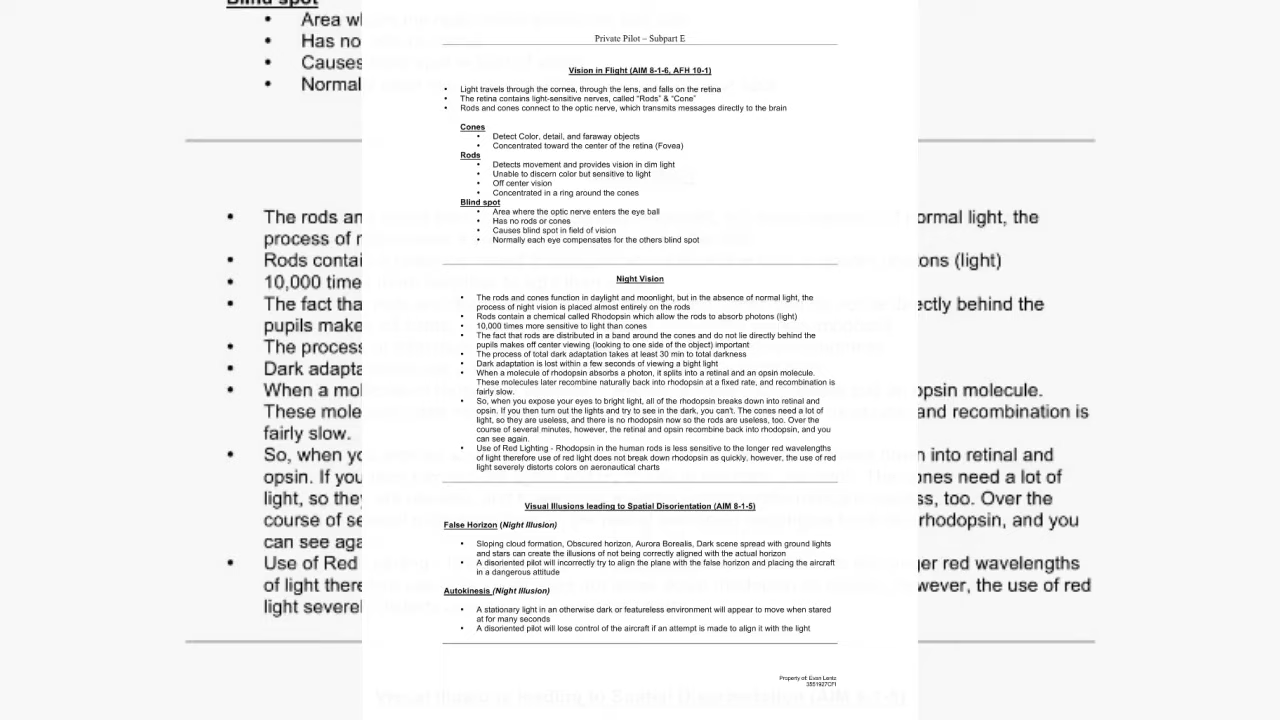 Private Pilot – Subpart E
Vision in Flight (AIM 8-1-6, AFH 10-1)
• Light travels through the cornea, through the lens, and falls on the retina
• The retina contains light-sensitive nerves, called “Rods” & “Cone”
• Rods and cones connect to the optic nerve, which transmits messages directly to the brain
Cones
• Detect Color, detail, and faraway objects
• Concentrated toward the center of the retina (Fovea)
Rods
• Detects movement and provides vision in dim light
• Unable to discern color but sensitive to light
• Off center vision
• Concentrated in a ring around the cones
Blind spot
• Area where the optic nerve enters the eye ball
• Has no rods or cones
• Causes blind spot in field of vision
• Normally each eye compensates for the others blind spot
Night Vision
• The rods and cones function in daylight and moonlight, but in the absence of normal light, the
process of night vision is placed almost entirely on the rods
• Rods contain a chemical called Rhodopsin which allow the rods to absorb photons (light)
• 10,000 times more sensitive to light than cones
• The fact that rods are distributed in a band around the cones and do not lie directly behind the
pupils makes off center viewing (looking to one side of the object) important
• The process of total dark adaptation takes at least 30 min to total darkness
• Dark adaptation is lost within a few seconds of viewing a bight light
• When a molecule of rhodopsin absorbs a photon, it splits into a retinal and an opsin molecule.
These molecules later recombine naturally back into rhodopsin at a fixed rate, and recombination is
fairly slow.
• So, when you expose your eyes to bright light, all of the rhodopsin breaks down into retinal and
opsin. If you then turn out the lights and try to see in the dark, you can't. The cones need a lot of
light, so they are useless, and there is no rhodopsin now so the rods are useless, too. Over the
course of several minutes, however, the retinal and opsin recombine back into rhodopsin, and you
can see again.
• Use of Red Lighting - Rhodopsin in the human rods is less sensitive to the longer red wavelengths
of light therefore use of red light does not break down rhodopsin as quickly, however, the use of red
light severely distorts colors on aeronautical charts
Visual Illusions leading to Spatial Disorientation (AIM 8-1-5)
False Horizon (Night Illusion)
• Sloping cloud formation, Obscured horizon, Aurora Borealis, Dark scene spread with ground lights
and stars can create the illusions of not being correctly aligned with the actual horizon
• A disoriented pilot will incorrectly try to align the plane with the false horizon and placing the aircraft
in a dangerous attitude
Autokinesis (Night Illusion)
• A stationary light in an otherwise dark or featureless environment will appear to move when stared
at for many seconds
• A disoriented pilot will lose control of the aircraft if an attempt is made to align it with the light
Property of: Evan Lentz
3551927CFI